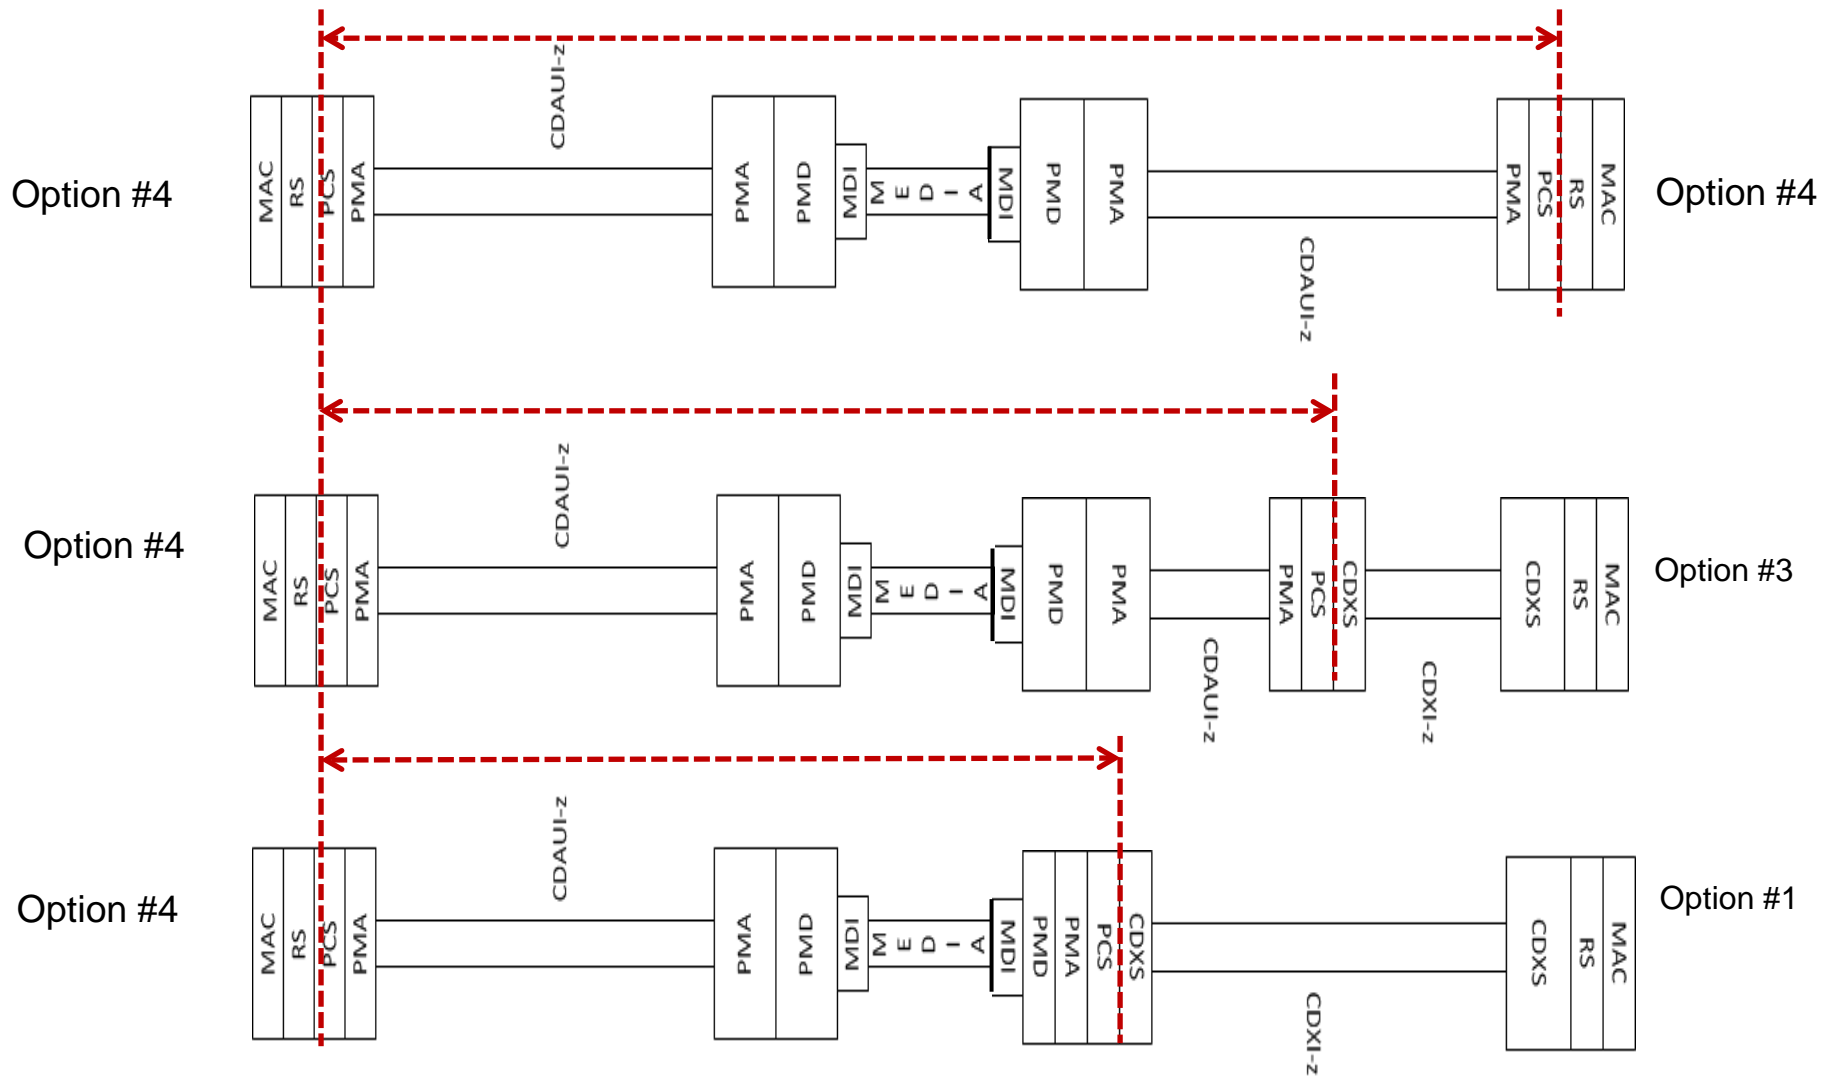 CDAUI-z
Option #4
MAC
RS
PCS
PMA
PMA
PMD
MDI
MEDIA
MDI
PMD
PMA
CDAUI-z
PMA
PCS
RS
MAC
Option #4
CDAUI-z
Option #4
MAC
RS
PCS
PMA
PMA
PMD
MDI
MEDIA
MDI
PMD
PMA
CDAUI-z
PMA
PCS
CDXS
CDXI-z
CDXS
RS
MAC
Option #3
CDAUI-z
Option #4
MAC
RS
PCS
PMA
PMA
PMD
MDI
MEDIA
MDI
PMD
PMA
PCS
CDXS
CDXI-z
CDXS
RS
MAC
Option #1